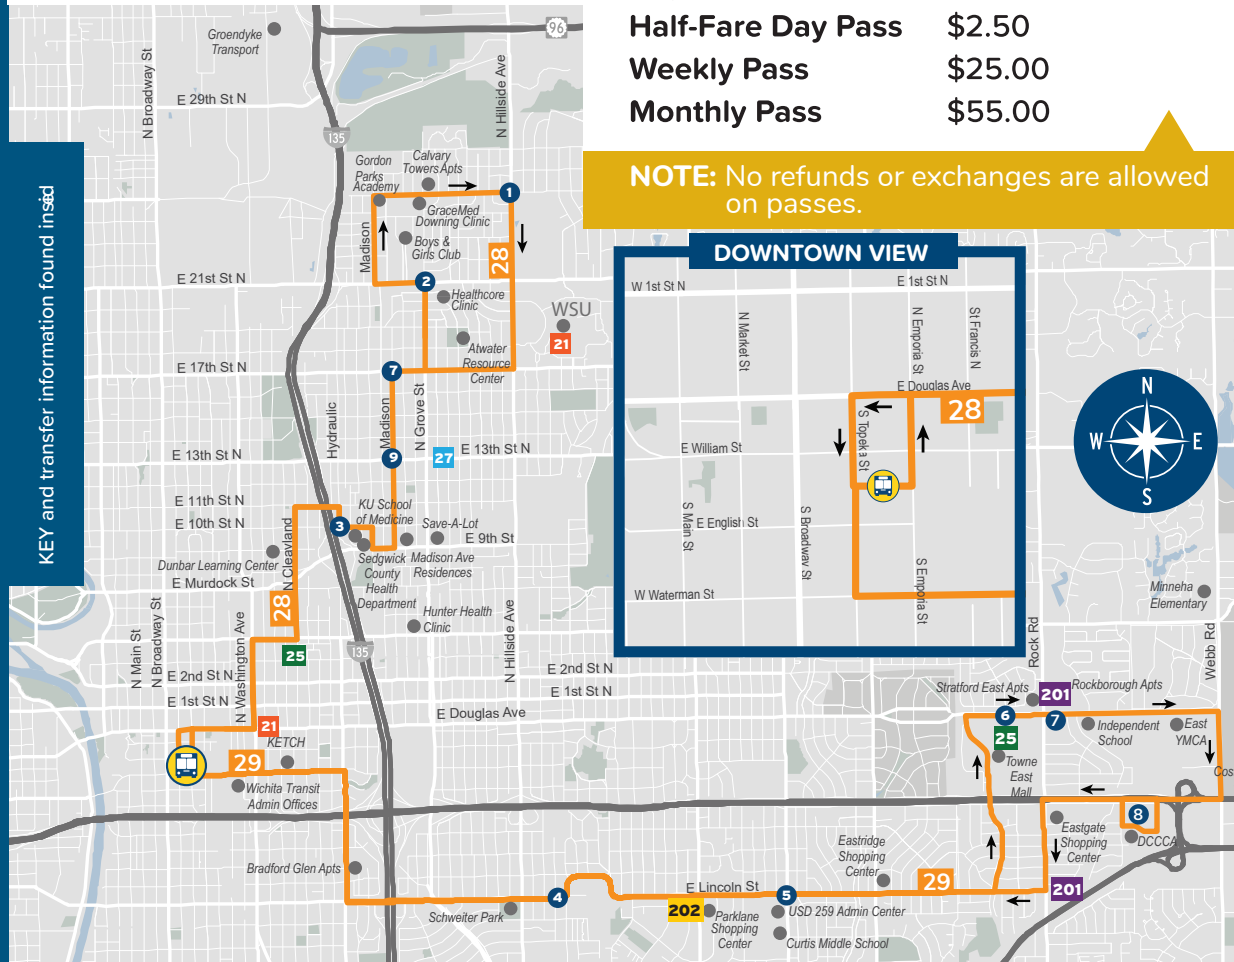 Half-Fare Day Pass $2.50
Weekly Pass $25.00
Monthly Pass $55.00
NOTE: No refunds or exchanges are allowed
on passes.
KEY and transfer information found
DOWNTOWN VIEW
W 1st St N
E 1st St N
N Market St
N Emporia St
St Francis N
E Douglas Ave
28
S Topeka St
E William St
S Main St
E English St
S Broadway St
S Emporia St
W Waterman St
N
W
E
S
Groendyke
Transport
N Broadway St
E 29th St N
96
N Hillside Ave
135
Gordon
Parks
Academy
Calvary
Towers Apts
1
GraceMed
Downing Clinic
Madison
Boys &
Girls Club
28
E 21st St N
2
Healthcore
Clinic
WSU
21
Atwater
Resource
Center
E 17th St N
7
Hydraulic
Madison
N Grove St
E 13th St N
9
27
E 13th St N
E 11th St N
E 10th St N
KU School
of Medicine
3
Save-A-Lot
E 9th St
N Cleavland
Dunbar Learning Center
Sedgwick
County
Health
Department
Madison Ave
Residences
E Murdock St
28
Hunter Health
Clinic
N Main St
N Broadway St
N Washington Ave
25
135
N Hillside Ave
E 2nd St N
E 2nd St N
E 1st St N
E 1st St N
E Douglas Ave
21
KETCH
29
Wichita Transit
Admin Offices
Bradford Glen Apts
Schweiter Park
4
E Lincoln St
202
Parklane
Shopping
Center
5
USD 259 Admin Center
Curtis Middle School
Eastridge
Shopping
Center
29
201
Minneha
Elementary
Rock Rd
Webb Rd
Stratford East Apts
201
Rockborough Apts
6
7
25
Independent
School
East
YMCA
Towne
East
Mall
Cos
8
Eastgate
Shopping
Center
DCCCA